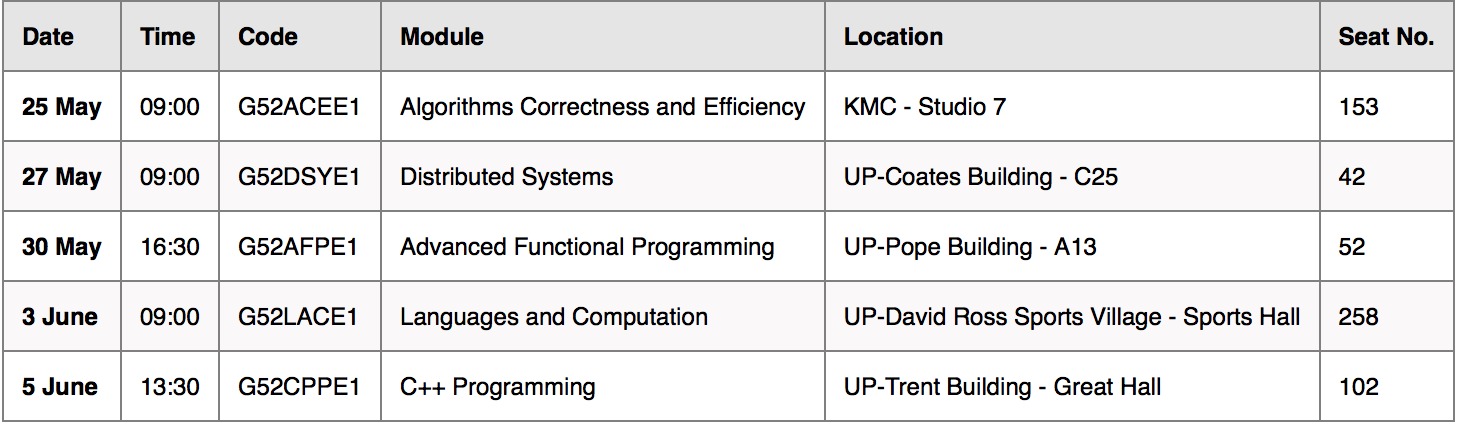 Date Time Code Module Location Seat No.
25 May 09:00 G52ACEE1 Algorithms Correctness and Efficiency KMC - Studio 7 153
27 May 09:00 G52DSYE1 Distributed Systems UP-Coates Building - C25 42
30 May 16:30 G52AFPE1 Advanced Functional Programming UP-Pope Building - A13 52
3 June 09:00 G52LACE1 Languages and Computation UP-David Ross Sports Village - Sports Hall 258
5 June 13:30 G52CPPE1 C++ Programming UP-Trent Building - Great Hall 102